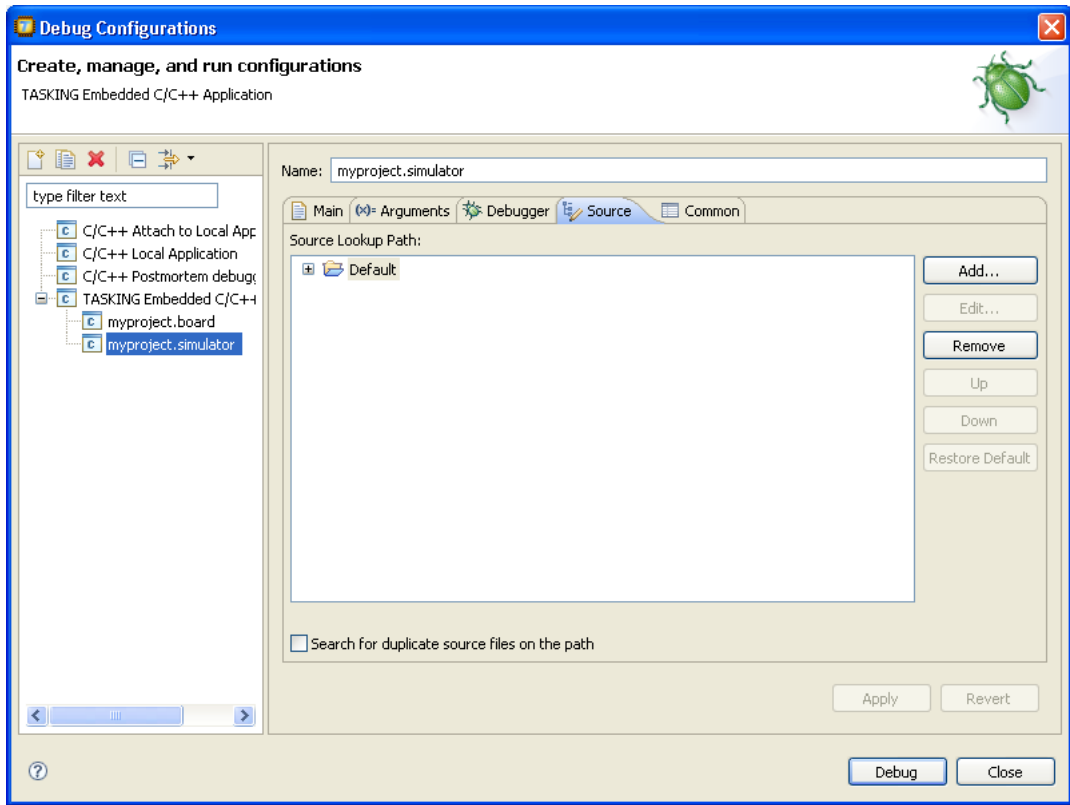 Debug Configurations
Create, manage, and run configurations
TASKING Embedded C/C++ Application
type filter text
C/C++ Attach to Local App
C/C++ Local Application
C/C++ Postmortem debugg
TASKING Embedded C/C++
myproject.board
myproject.simulator
Name: myproject.simulator
Main (x)= Arguments Debugger Source Common
Source Lookup Path:
Default
Add...
Edit...
Remove
Up
Down
Restore Default
Search for duplicate source files on the path
Apply Revert
Debug Close